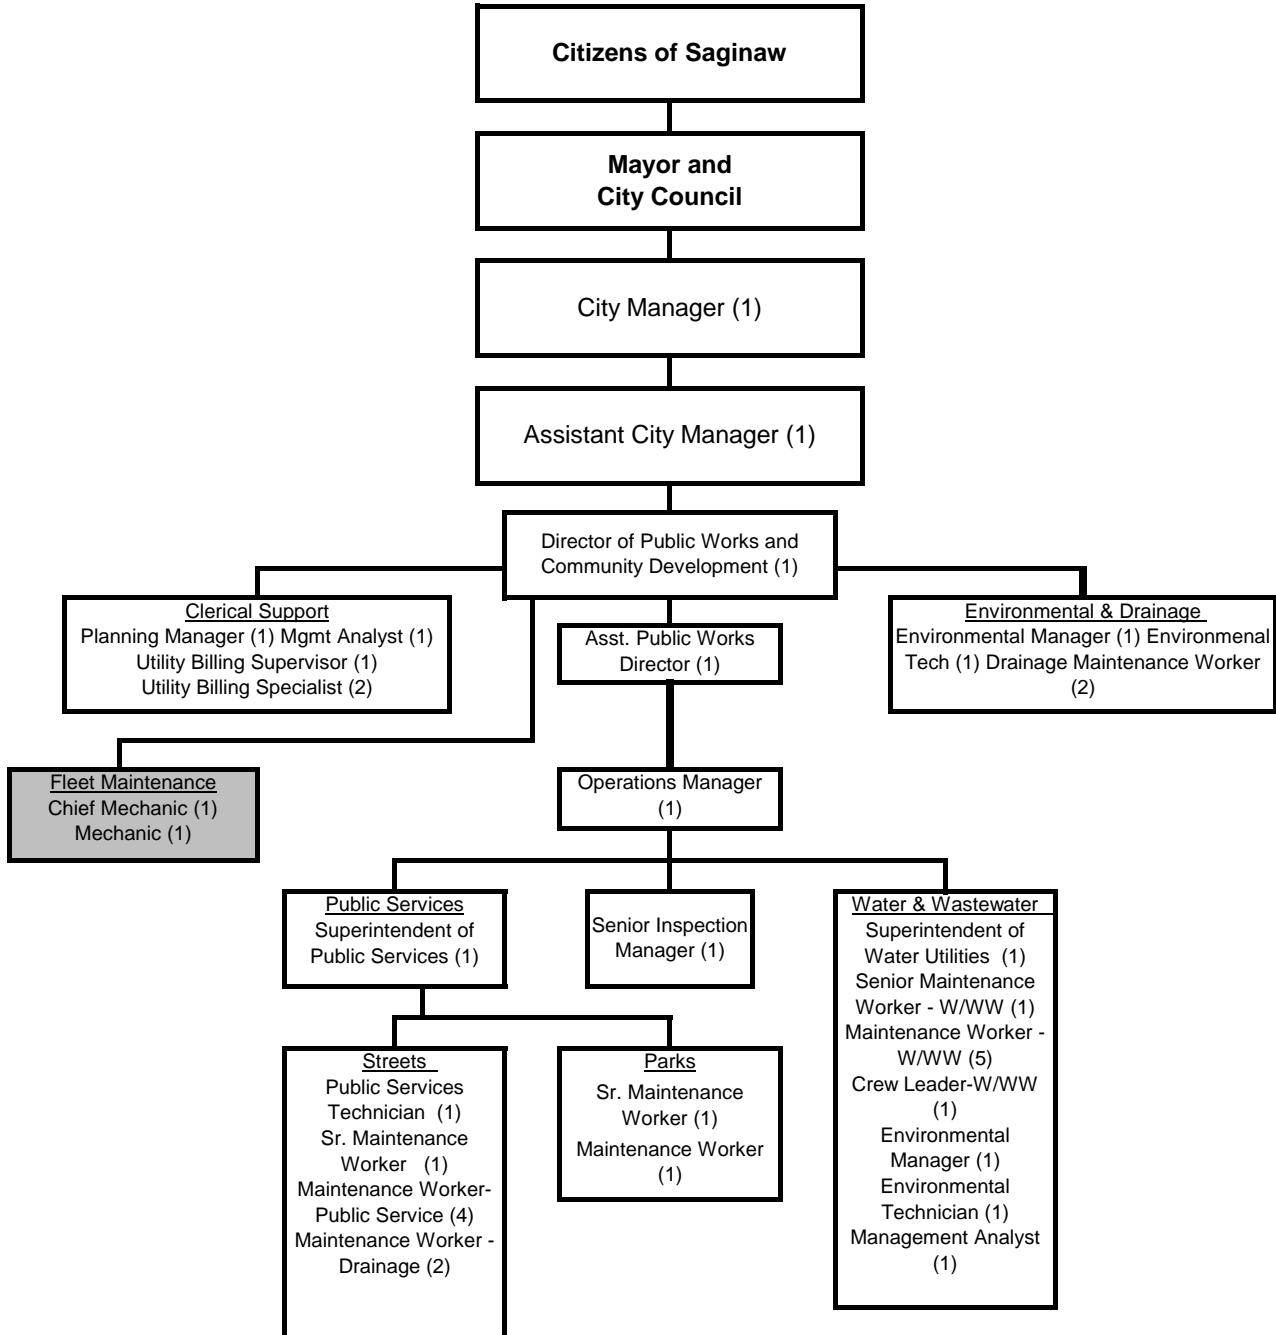 Citizens of Saginaw
Mayor and
City Council
City Manager (1)
Assistant City Manager (1)
Director of Public Works and
Community Development (1)
Clerical Support
Planning Manager (1) Mgmt Analyst (1)
Utility Billing Supervisor (1)
Utility Billing Specialist (2)
Asst. Public Works
Director (1)
Environmental & Drainage
Environmental Manager (1) Environmenal
Tech (1) Drainage Maintenance Worker
(2)
Fleet Maintenance
Chief Mechanic (1)
Mechanic (1)
Operations Manager
(1)
Public Services
Superintendent of
Public Services (1)
Senior Inspection
Manager (1)
Water & Wastewater
Superintendent of
Water Utilities (1)
Senior Maintenance
Worker - W/WW (1)
Maintenance Worker -
W/WW (5)
Crew Leader-W/WW
(1)
Environmental
Manager (1)
Environmental
Technician (1)
Management Analyst
(1)
Streets
Public Services
Technician (1)
Sr. Maintenance
Worker (1)
Maintenance Worker-
Public Service (4)
Maintenance Worker -
Drainage (2)
Parks
Sr. Maintenance
Worker (1)
Maintenance Worker
(1)